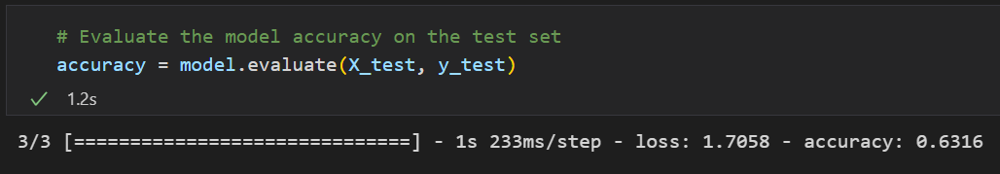 # Evaluate the model accuracy on the test set
accuracy = model.evaluate(X_test, y_test)
1.2s
3/3 [==============================] - 1s 233ms/step - loss: 1.7058 - accuracy: 0.6316